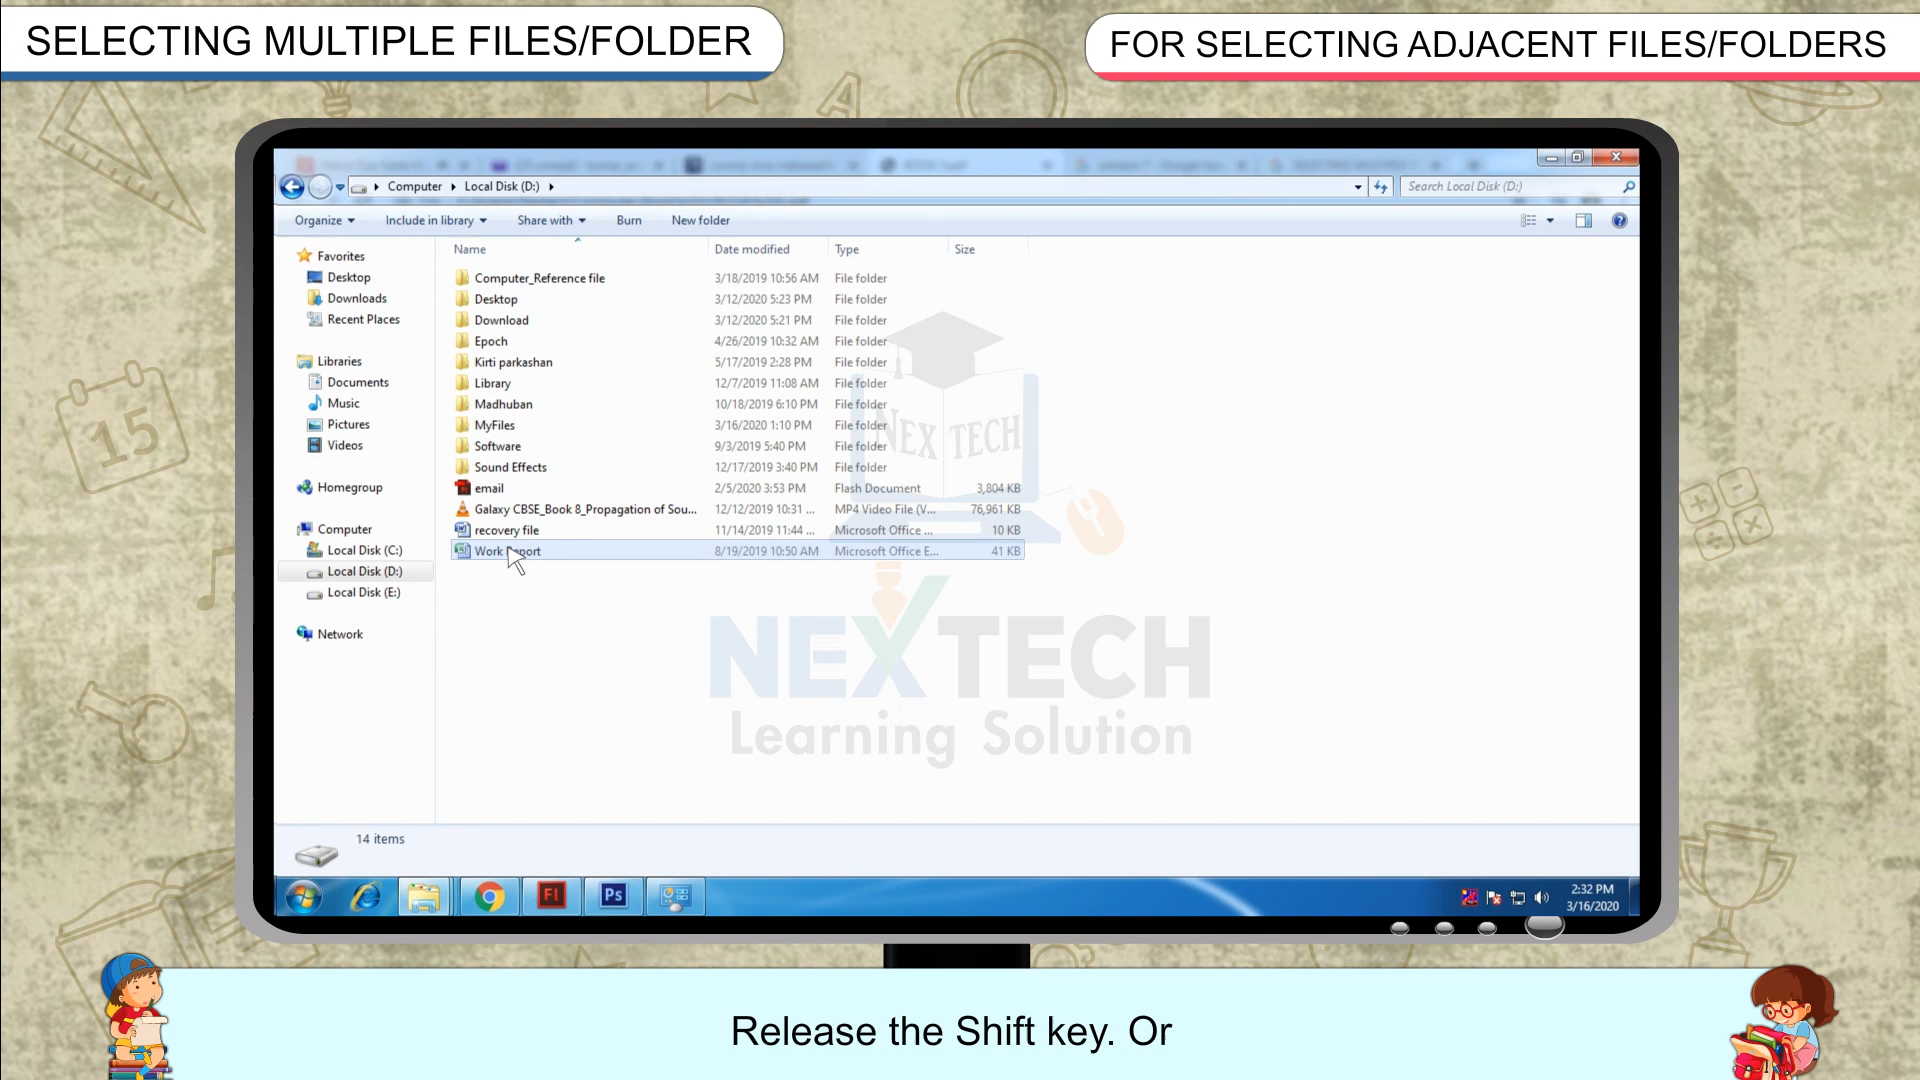 SELECTING MULTIPLE FILES/FOLDER
FOR SELECTING ADJACENT FILES/FOLDERS
Computer Local Disk (D:)
Search Local Disk (D:)
Organize Include in library Share with Burn New folder
Name Date modified Type Size
Favorites
Desktop
Downloads
Recent Places
Libraries
Documents
Music
Pictures
Videos
Homegroup
Computer
Local Disk (C:)
Local Disk (D:)
Local Disk (E:)
Network
Computer_Reference file 3/18/2019 10:56 AM File folder
Desktop 3/12/2020 5:23 PM File folder
Download 3/12/2020 5:21 PM File folder
Epoch 4/26/2019 10:32 AM File folder
Kirti parkashan 5/17/2019 2:28 PM File folder
Library 12/7/2019 11:08 AM File folder
Madhuban 10/18/2019 6:10 PM File folder
MyFiles 3/16/2020 1:10 PM File folder
Software 9/3/2019 5:40 PM File folder
Sound Effects 12/17/2019 3:40 PM File folder
email 2/5/2020 3:53 PM Flash Document 3,804 KB
Galaxy CBSE_Book 8_Propagation of Sou... 12/12/2019 10:31 ... MP4 Video File (V... 76,961 KB
recovery file 11/14/2019 11:44 ... Microsoft Office ... 10 KB
Work Report 8/19/2019 10:50 AM Microsoft Office E... 41 KB
NEX TECH
NEXTECH
Learning Solution
14 items
Fl
Ps
2:32 PM
3/16/2020
15
A
Release the Shift key. Or